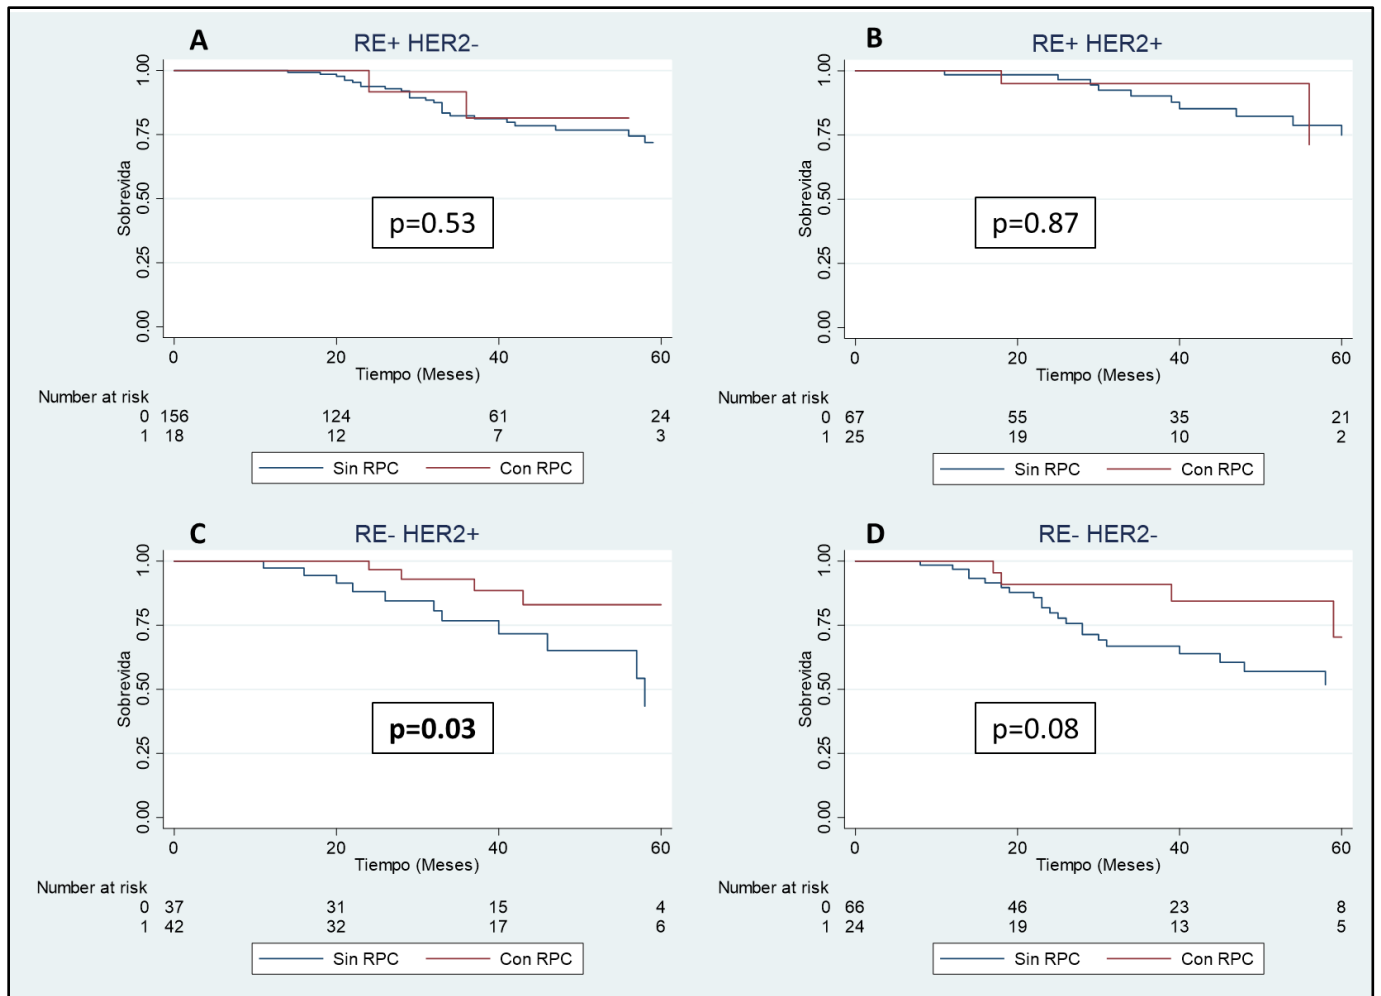 A
RE+ HER2-
Sobrevida
1.00
0.75
0.50
0.25
0.00
p=0.53
0 20 40 60
Tiempo (Meses)
Number at risk
0 156 124 61 24
1 18 12 7 3
Sin RPC Con RPC
B
RE+ HER2+
Sobrevida
1.00
0.75
0.50
0.25
0.00
p=0.87
0 20 40 60
Tiempo (Meses)
Number at risk
0 67 55 35 21
1 25 19 10 2
Sin RPC Con RPC
C
RE- HER2+
Sobrevida
1.00
0.75
0.50
0.25
0.00
p=0.03
0 20 40 60
Tiempo (Meses)
Number at risk
0 37 31 15 4
1 42 32 17 6
Sin RPC Con RPC
D
RE- HER2-
Sobrevida
1.00
0.75
0.50
0.25
0.00
p=0.08
0 20 40 60
Tiempo (Meses)
Number at risk
0 66 46 23 8
1 24 19 13 5
Sin RPC Con RPC